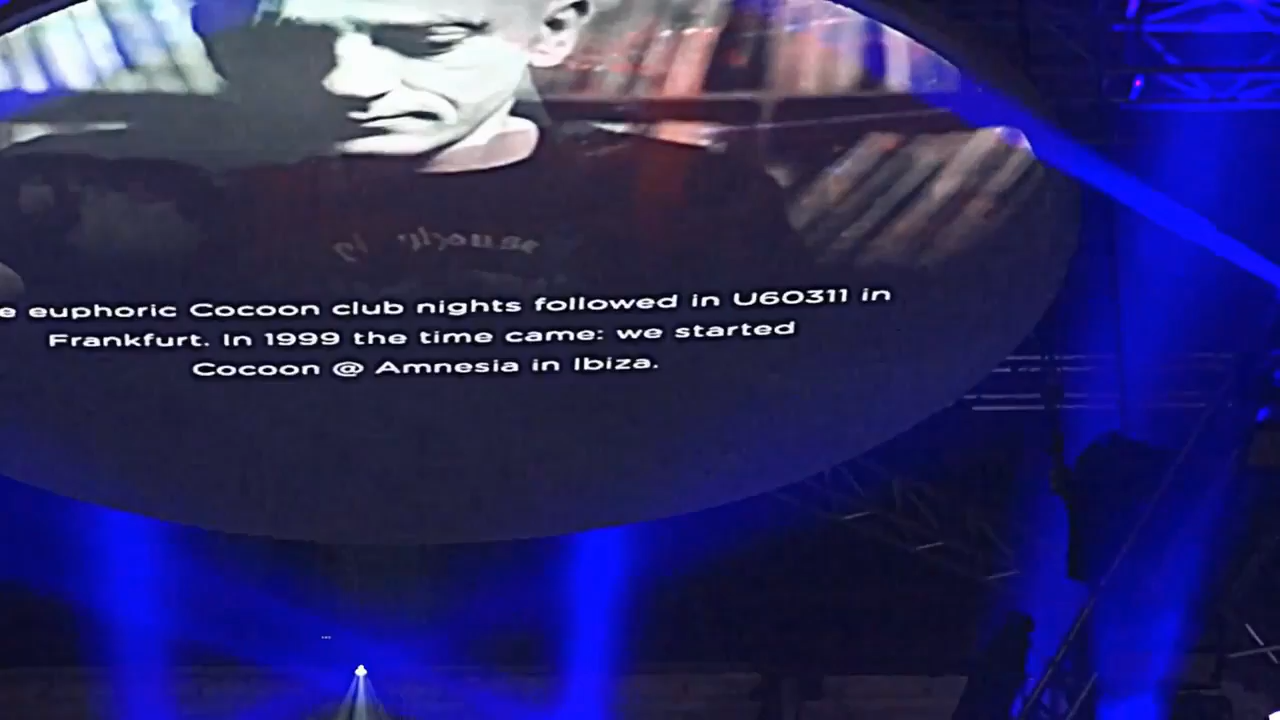 e euphoric Cocoon club nights followed in U60311 in
Frankfurt. In 1999 the time came: we started
Cocoon @ Amnesia in Ibiza.